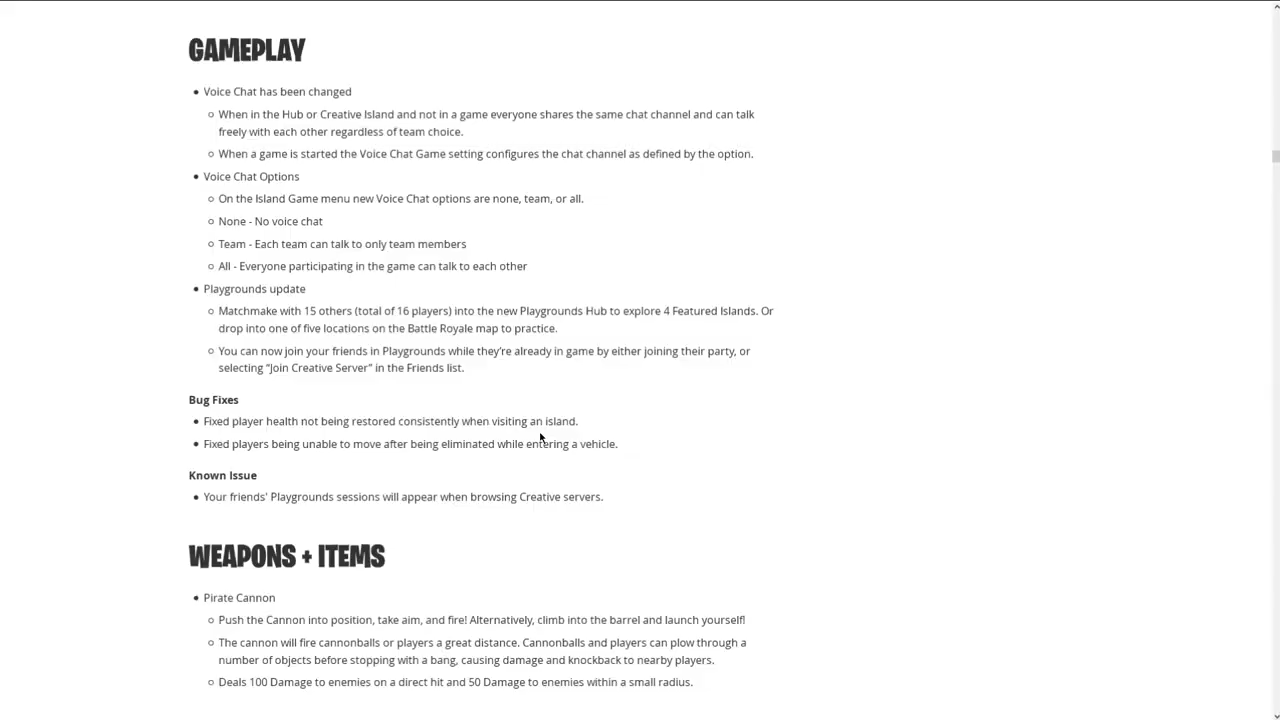 GAMEPLAY
• Voice Chat has been changed
○ When in the Hub or Creative Island and not in a game everyone shares the same chat channel and can talk
freely with each other regardless of team choice.
○ When a game is started the Voice Chat Game setting configures the chat channel as defined by the option.
• Voice Chat Options
○ On the Island Game menu new Voice Chat options are none, team, or all.
○ None - No voice chat
○ Team - Each team can talk to only team members
○ All - Everyone participating in the game can talk to each other
• Playgrounds update
○ Matchmake with 15 others (total of 16 players) into the new Playgrounds Hub to explore 4 Featured Islands. Or
drop into one of five locations on the Battle Royale map to practice.
○ You can now join your friends in Playgrounds while they’re already in game by either joining their party, or
selecting “Join Creative Server” in the Friends list.
Bug Fixes
• Fixed player health not being restored consistently when visiting an island.
• Fixed players being unable to move after being eliminated while entering a vehicle.
Known Issue
• Your friends' Playgrounds sessions will appear when browsing Creative servers.
WEAPONS + ITEMS
• Pirate Cannon
○ Push the Cannon into position, take aim, and fire! Alternatively, climb into the barrel and launch yourself!
○ The cannon will fire cannonballs or players a great distance. Cannonballs and players can plow through a
number of objects before stopping with a bang, causing damage and knockback to nearby players.
○ Deals 100 Damage to enemies on a direct hit and 50 Damage to enemies within a small radius.